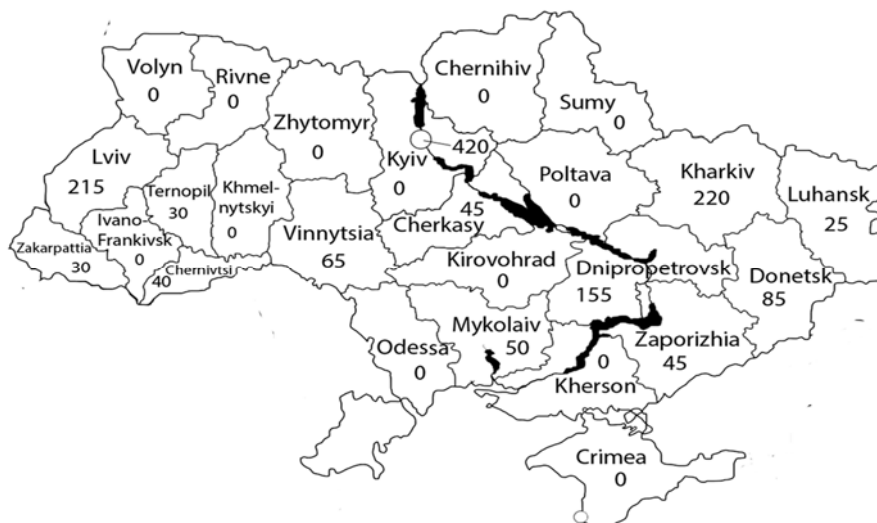 Volyn
0
Rivne
0
Zhytomyr
0
Chernihiv
0
Sumy
0
Kyiv
0
420
Lviv
215
Ternopil
30
Khmel-
nytskyi
0
Ivano-
Frankivsk
0
Zakarpattia
30
Chernivtsi
40
Vinnytsia
65
45
Cherkasy
Poltava
0
Kharkiv
220
Luhansk
25
Kirovohrad
0
Dnipropetrovsk
155
Donetsk
85
Odessa
0
Mykolaiv
50
0
Kherson
Zaporizhia
45
Crimea
0